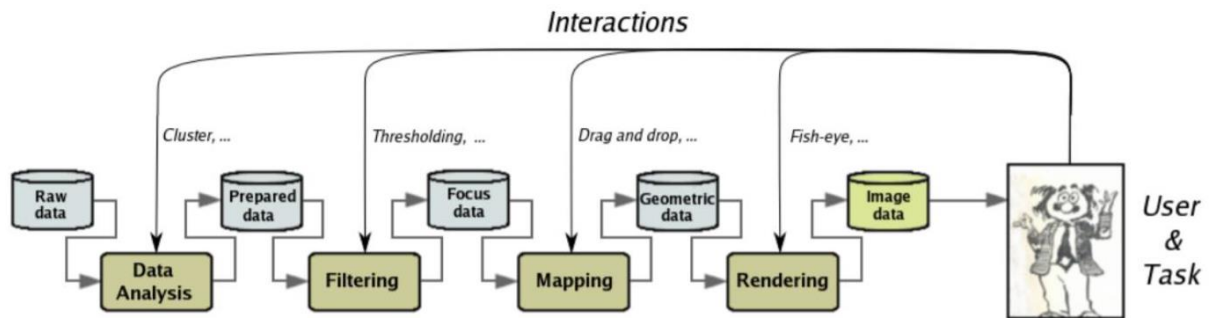 Interactions
Cluster, ...
Thresholding, ...
Drag and drop, ...
Fish-eye, ...
Raw
data
Prepared
data
Focus
data
Geometric
data
Image
data
User
&
Task
Data
Analysis
Filtering
Mapping
Rendering